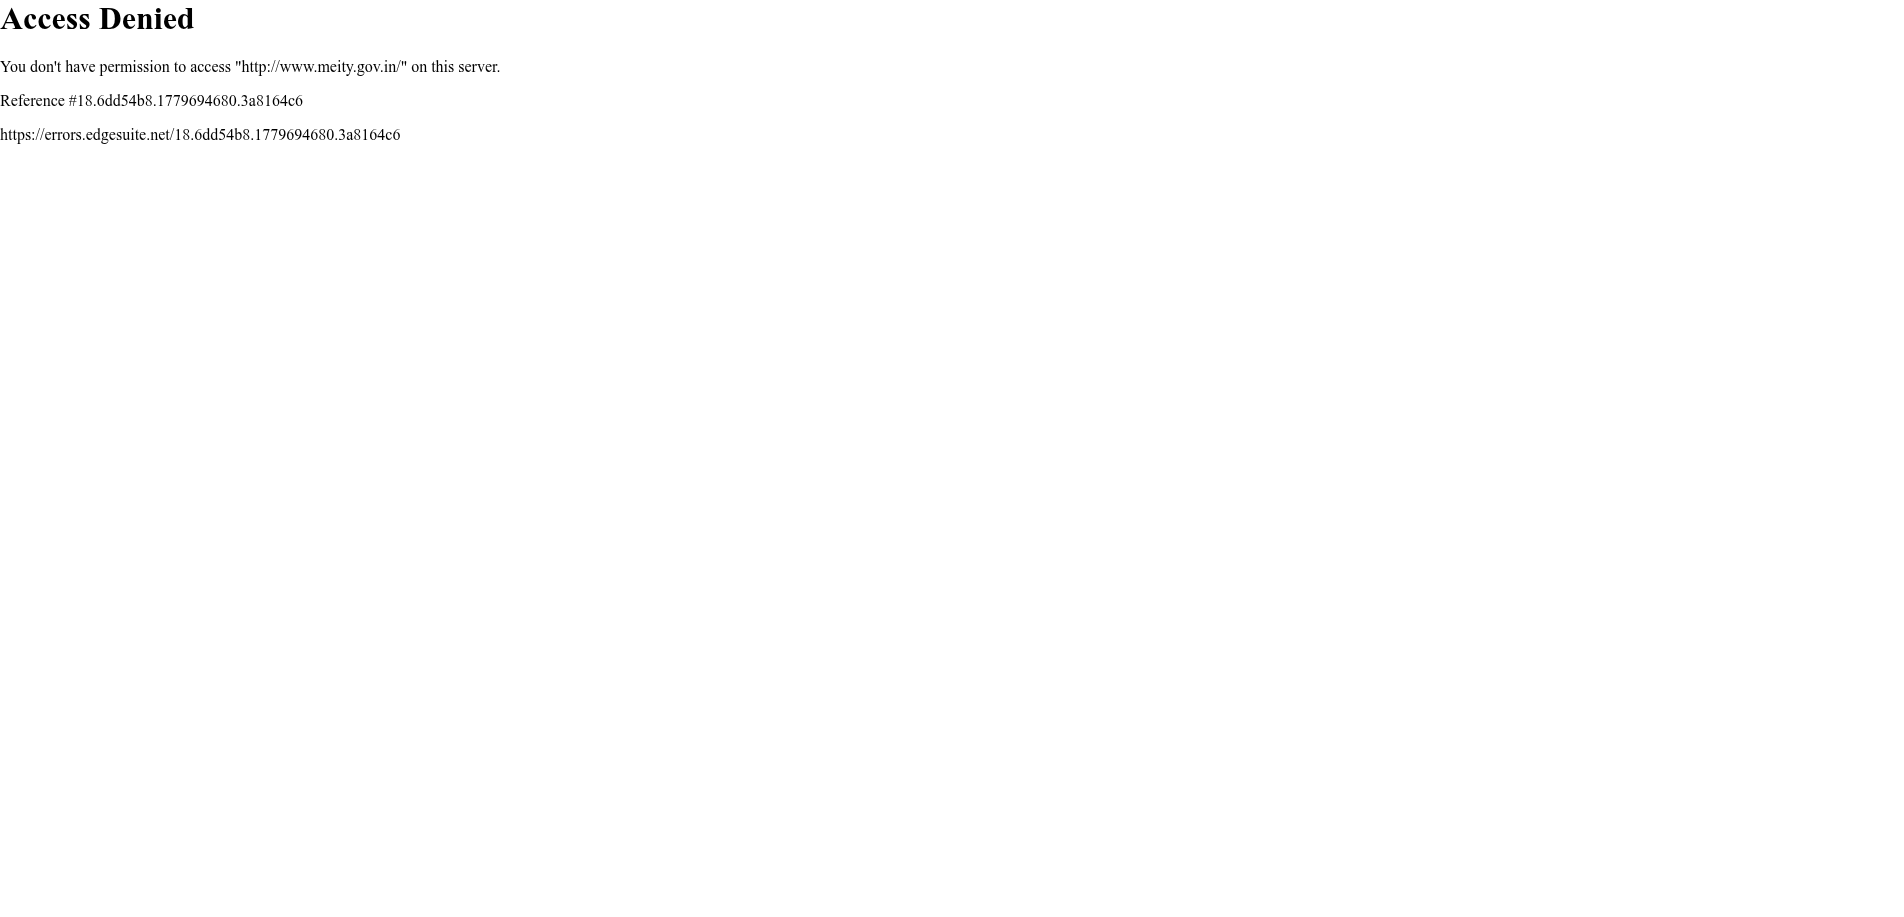 Access Denied
You don't have permission to access "http://www.meity.gov.in/" on this server.
Reference #18.6dd54b8.1779694680.3a8164c6
https://errors.edgesuite.net/18.6dd54b8.1779694680.3a8164c6